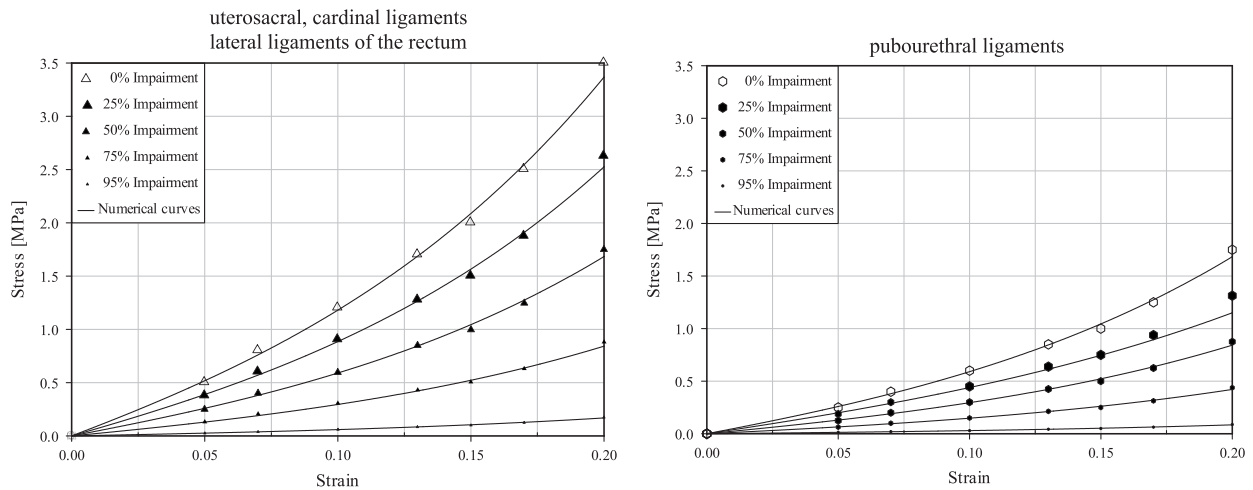 uterosacral, cardinal ligaments
lateral ligaments of the rectum
3.5
3.0
2.5
2.0
1.5
1.0
0.5
0.0
Stress [MPa]
0% Impairment
25% Impairment
50% Impairment
75% Impairment
95% Impairment
Numerical curves
0.00
0.05
0.10
0.15
0.20
Strain
pubourethral ligaments
3.5
3.0
2.5
2.0
1.5
1.0
0.5
0.0
Stress [MPa]
0% Impairment
25% Impairment
50% Impairment
75% Impairment
95% Impairment
Numerical curves
0.00
0.05
0.10
0.15
0.20
Strain